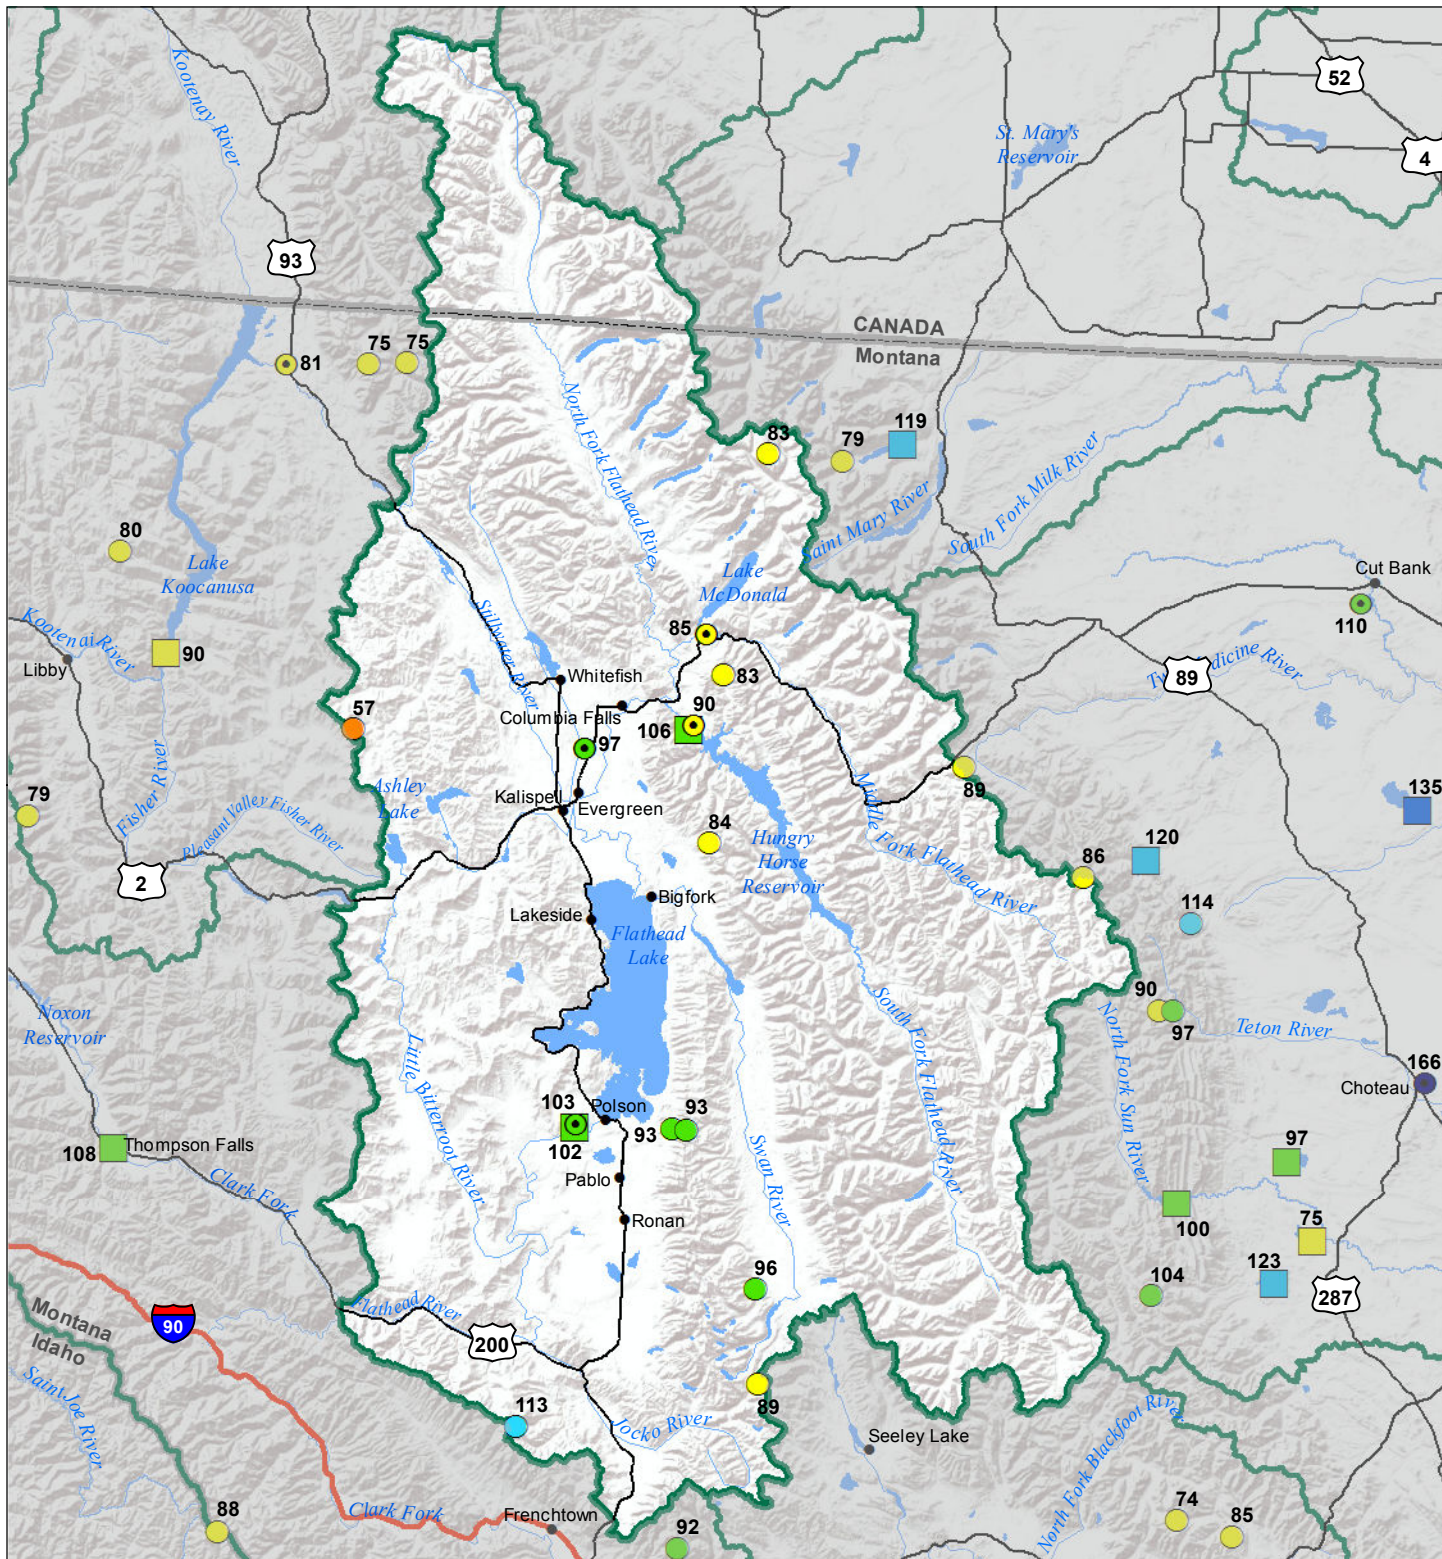 52
Kootenay River
St. Mary's
Reservoir
4
93
CANADA
Montana
81
75
75
North Fork Flathead River
83
79
119
Saint Mary River
South Fork Milk River
80
Lake
Koocanusa
Lake
McDonald
Cut Bank
110
Kootenai River
90
Libby
Stillwater River
85
Whitefish
83
89
Columbia Falls
90
106
97
57
Fisher River
Pleasant Valley Fisher River
Ashley
Lake
Kalispell
Evergreen
Middle Fork Flathead River
89
135
79
2
84
Hungry
Horse
Reservoir
120
86
114
Bigfork
Lakeside
Flathead
Lake
Noxon
Reservoir
Little Bitterroot River
South Fork Flathead River
90
97
North Fork Sun River
Teton River
166
Choteau
103
102
Polson
93
93
108
Thompson Falls
Clark Fork
Pablo
Swan River
Ronan
97
100
75
123
104
287
96
Montana
Idaho
90
Flathead River
200
Saint Joe River
113
89
Jocko River
Seeley Lake
North Fork Blackfoot River
88
Clark Fork
Frenchtown
92
74
85